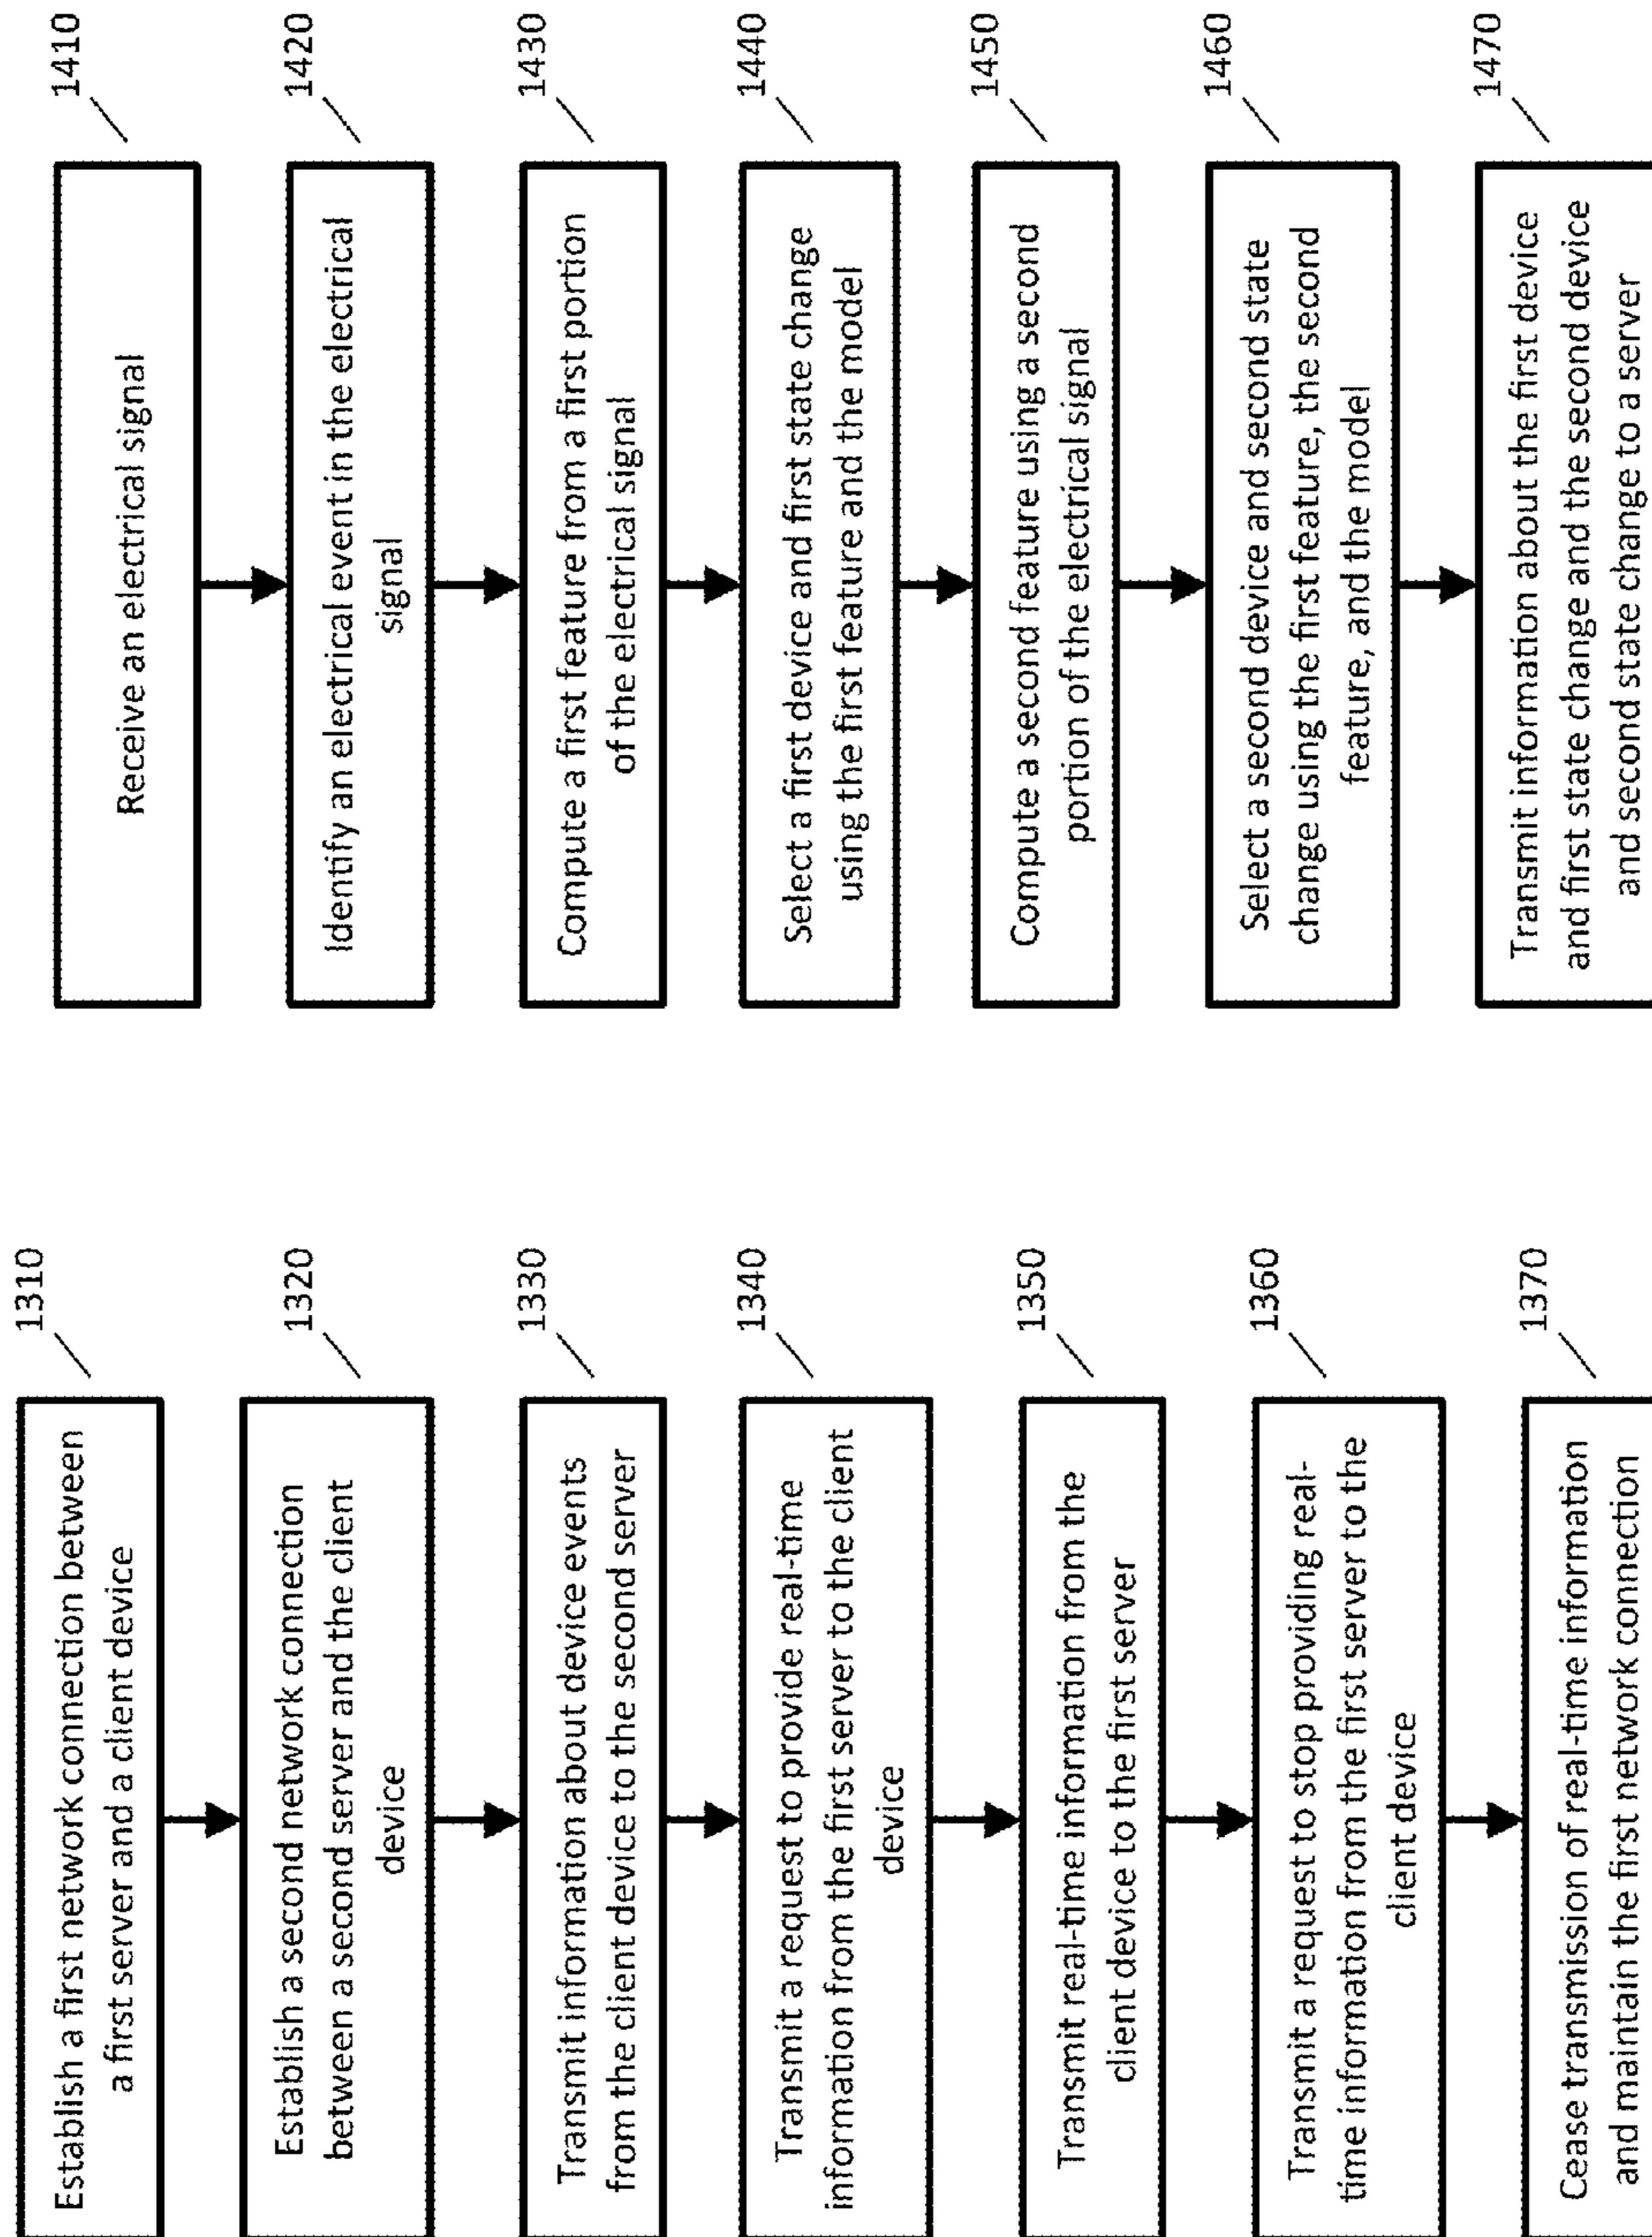 1310
Establish a first network connection between
a first server and a client device
1320
Establish a second network connection
between a second server and the client
device
1330
Transmit information about device events
from the client device to the second server
1340
Transmit a request to provide real-time
information from the first server to the client
device
1350
Transmit real-time information from the
client device to the first server
1360
Transmit a request to stop providing real-
time information from the first server to the
client device
1370
Cease transmission of real-time information
and maintain the first network connection
1410
Receive an electrical signal
1420
Identify an electrical event in the electrical
signal
1430
Compute a first feature from a first portion
of the electrical signal
1440
Select a first device and first state change
using the first feature and the model
1450
Compute a second feature using a second
portion of the electrical signal
1460
Select a second device and second state
change using the first feature, the second
feature, and the model
1470
Transmit information about the first device
and first state change and the second device
and second state change to a server